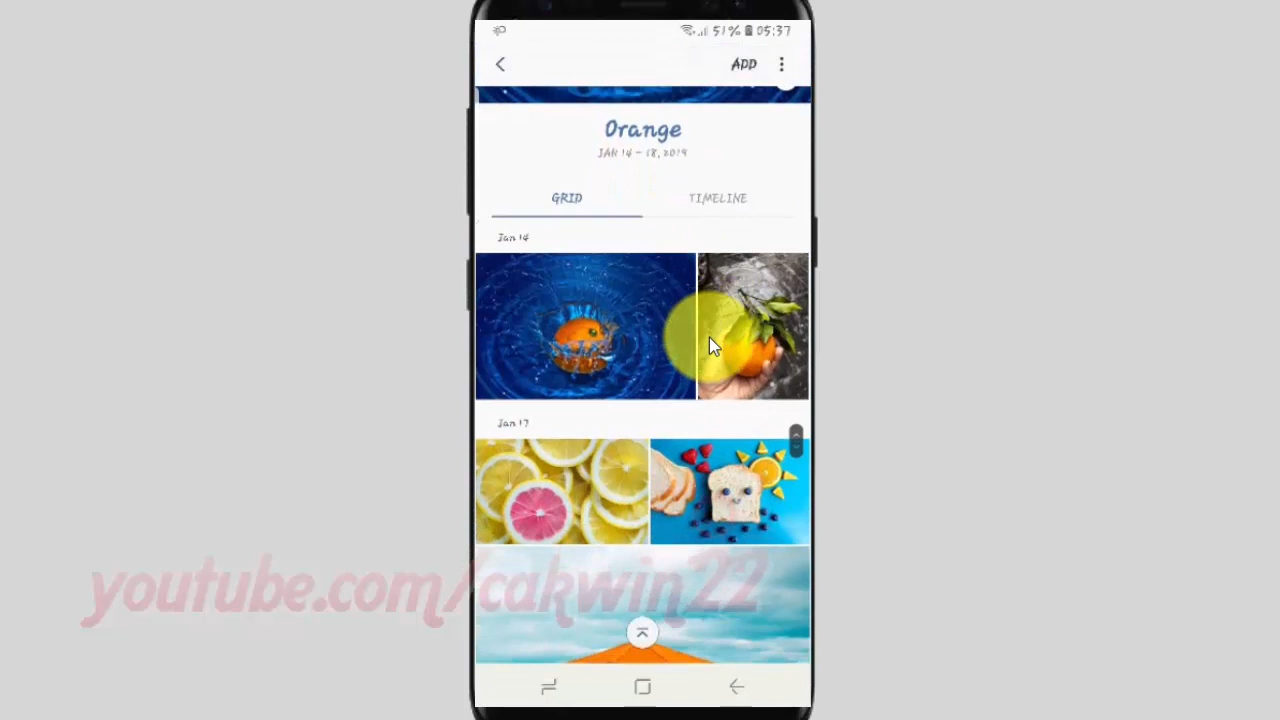 51% 05:37
ADD
Orange
JAN 14 - 18, 2019
GRID TIMELINE
Jan 14
Jan 17
youtube.com/cakwin22